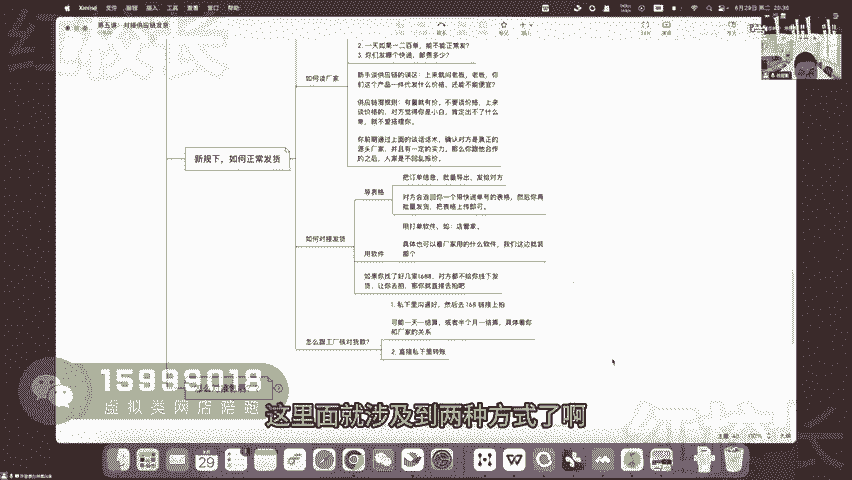 Xmind 文件 编辑 插入 工具 查看 窗口 帮助
6月29日 周二 20:30
第五课:对接供应链发货
2. 一天如果一二百单，能不能正常发？
3. 你们发哪个快递，邮费多少？
如何谈厂家
新手谈供应链的误区：上来就问老板，老板，你
们这个产品一件代发什么价格，还能不能便宜？
供应链潜规则：有量就有价，不要谈价格，上来
谈价格的，对方觉得你是小白，肯定出不了什么
单，就不爱搭理你。
你前期通过上面的谈话话术，确认对方是真正的
源头厂家，并且有一定的实力。那么你跟他合作
的之后，人家是不会乱报价。
新规下，如何正常发货
导表格
把订单信息，批量导出，发给对方
对方会返回你一个带快递单号的表格，然后你再
批量发货，把表格上传即可。
如何对接发货
用软件
用打单软件，如：店管家。
具体也可以看厂家用的什么软件，我们这边就装
那个
如果你找了好几家1688，对方都不给你线下发
货，让你去拍，那你就直接去拍吧
怎么跟工厂核对货款？
1. 私下里沟通好，然后去 168 链接上拍
可能一天一结算，或者半个月一结算，具体看你
和厂家的关系
2. 直接私下里转账
15999018
虚拟类网店陪跑
这里面就涉及到两种方式了啊